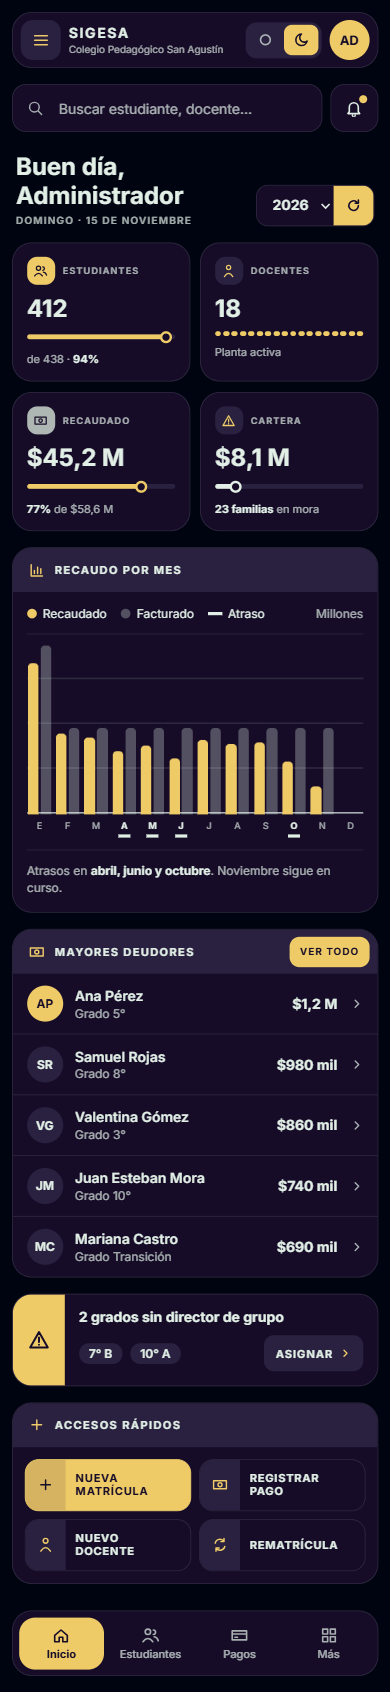 SIGESA
Colegio Pedagógico San Agustín
AD
Buscar estudiante, docente...
Buen día,
Administrador
DOMINGO · 15 DE NOVIEMBRE
2026
ESTUDIANTES
412
de 438 · 94%
DOCENTES
18
Planta activa
RECAUDADO
$45,2 M
77% de $58,6 M
CARTERA
$8,1 M
23 familias en mora
RECAUDO POR MES
Recaudado Facturado Atraso Millones
E F M A M J J A S O N D
Atrasos en abril, junio y octubre. Noviembre sigue en
curso.
MAYORES DEUDORES VER TODO
AP Ana Pérez
Grado 5° $1,2 M
SR Samuel Rojas
Grado 8° $980 mil
VG Valentina Gómez
Grado 3° $860 mil
JM Juan Esteban Mora
Grado 10° $740 mil
MC Mariana Castro
Grado Transición $690 mil
2 grados sin director de grupo
7° B 10° A ASIGNAR
ACCESOS RÁPIDOS
NUEVA
MATRÍCULA
REGISTRAR
PAGO
NUEVO
DOCENTE
REMATRÍCULA
Inicio Estudiantes Pagos Más